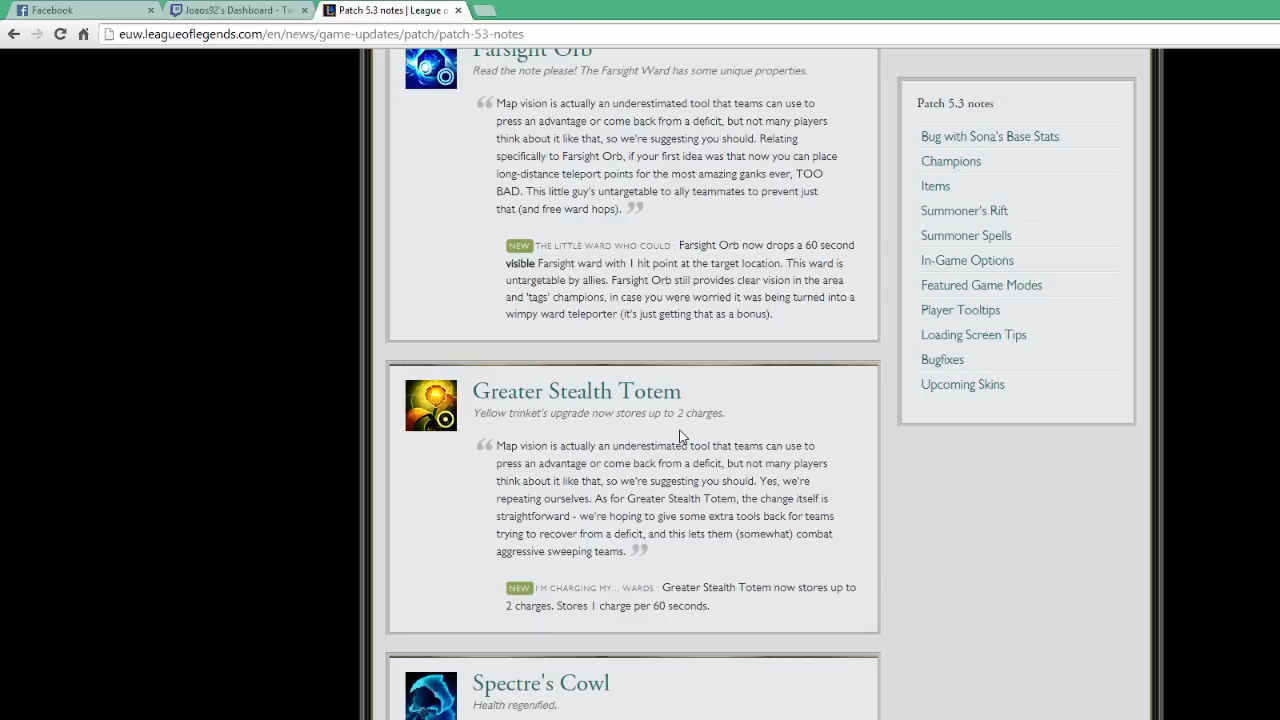 Facebook
Joaos92's Dashboard - Tw
Patch 5.3 notes | League o
euw.leagueoflegends.com/en/news/game-updates/patch/patch-53-notes
Farsight Orb
Read the note please! The Farsight Ward has some unique properties.
Map vision is actually an underestimated tool that teams can use to
press an advantage or come back from a deficit, but not many players
think about it like that, so we're suggesting you should. Relating
specifically to Farsight Orb, if your first idea was that now you can place
long-distance teleport points for the most amazing ganks ever, TOO
BAD. This little guy's untargetable to ally teammates to prevent just
that (and free ward hops).
NEW THE LITTLE WARD WHO COULD : Farsight Orb now drops a 60 second
visible Farsight ward with 1 hit point at the target location. This ward is
untargetable by allies. Farsight Orb still provides clear vision in the area
and 'tags' champions, in case you were worried it was being turned into a
wimpy ward teleporter (it's just getting that as a bonus).
Greater Stealth Totem
Yellow trinket's upgrade now stores up to 2 charges.
Map vision is actually an underestimated tool that teams can use to
press an advantage or come back from a deficit, but not many players
think about it like that, so we're suggesting you should. Yes, we're
repeating ourselves. As for Greater Stealth Totem, the change itself is
straightforward - we're hoping to give some extra tools back for teams
trying to recover from a deficit, and this lets them (somewhat) combat
aggressive sweeping teams.
NEW I'M CHARGING MY... WARDS : Greater Stealth Totem now stores up to
2 charges. Stores 1 charge per 60 seconds.
Spectre's Cowl
Health regenified.
Patch 5.3 notes
Bug with Sona's Base Stats
Champions
Items
Summoner's Rift
Summoner Spells
In-Game Options
Featured Game Modes
Player Tooltips
Loading Screen Tips
Bugfixes
Upcoming Skins